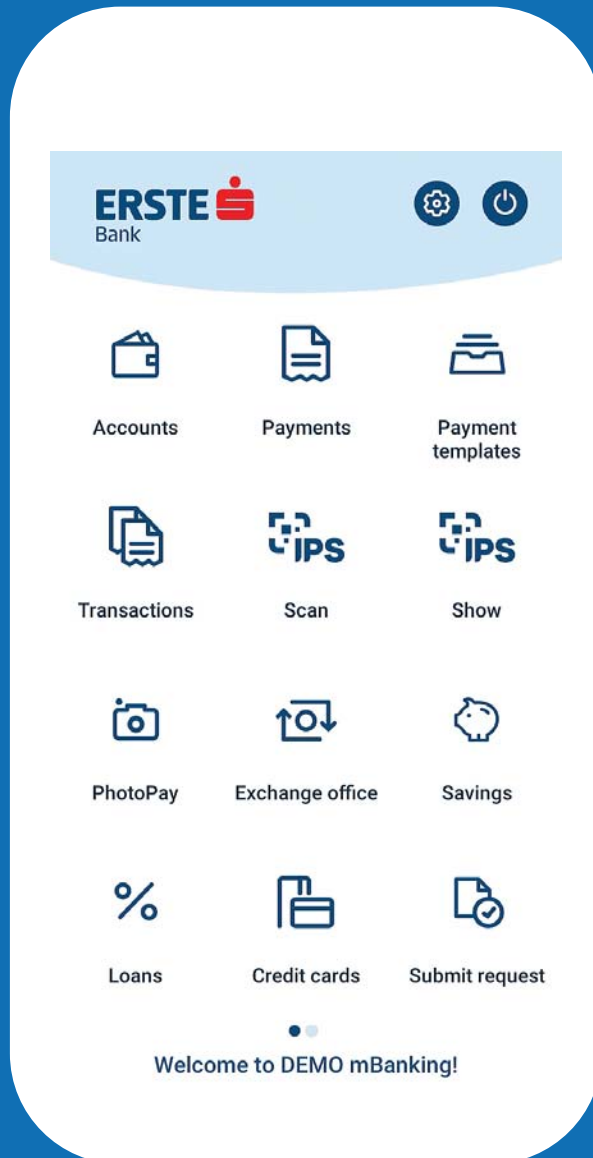 ERSTE
Bank
Accounts
Payments
Payment
templates
Transactions
IPS
Scan
IPS
Show
PhotoPay
Exchange office
Savings
Loans
Credit cards
Submit request
Welcome to DEMO mBanking!